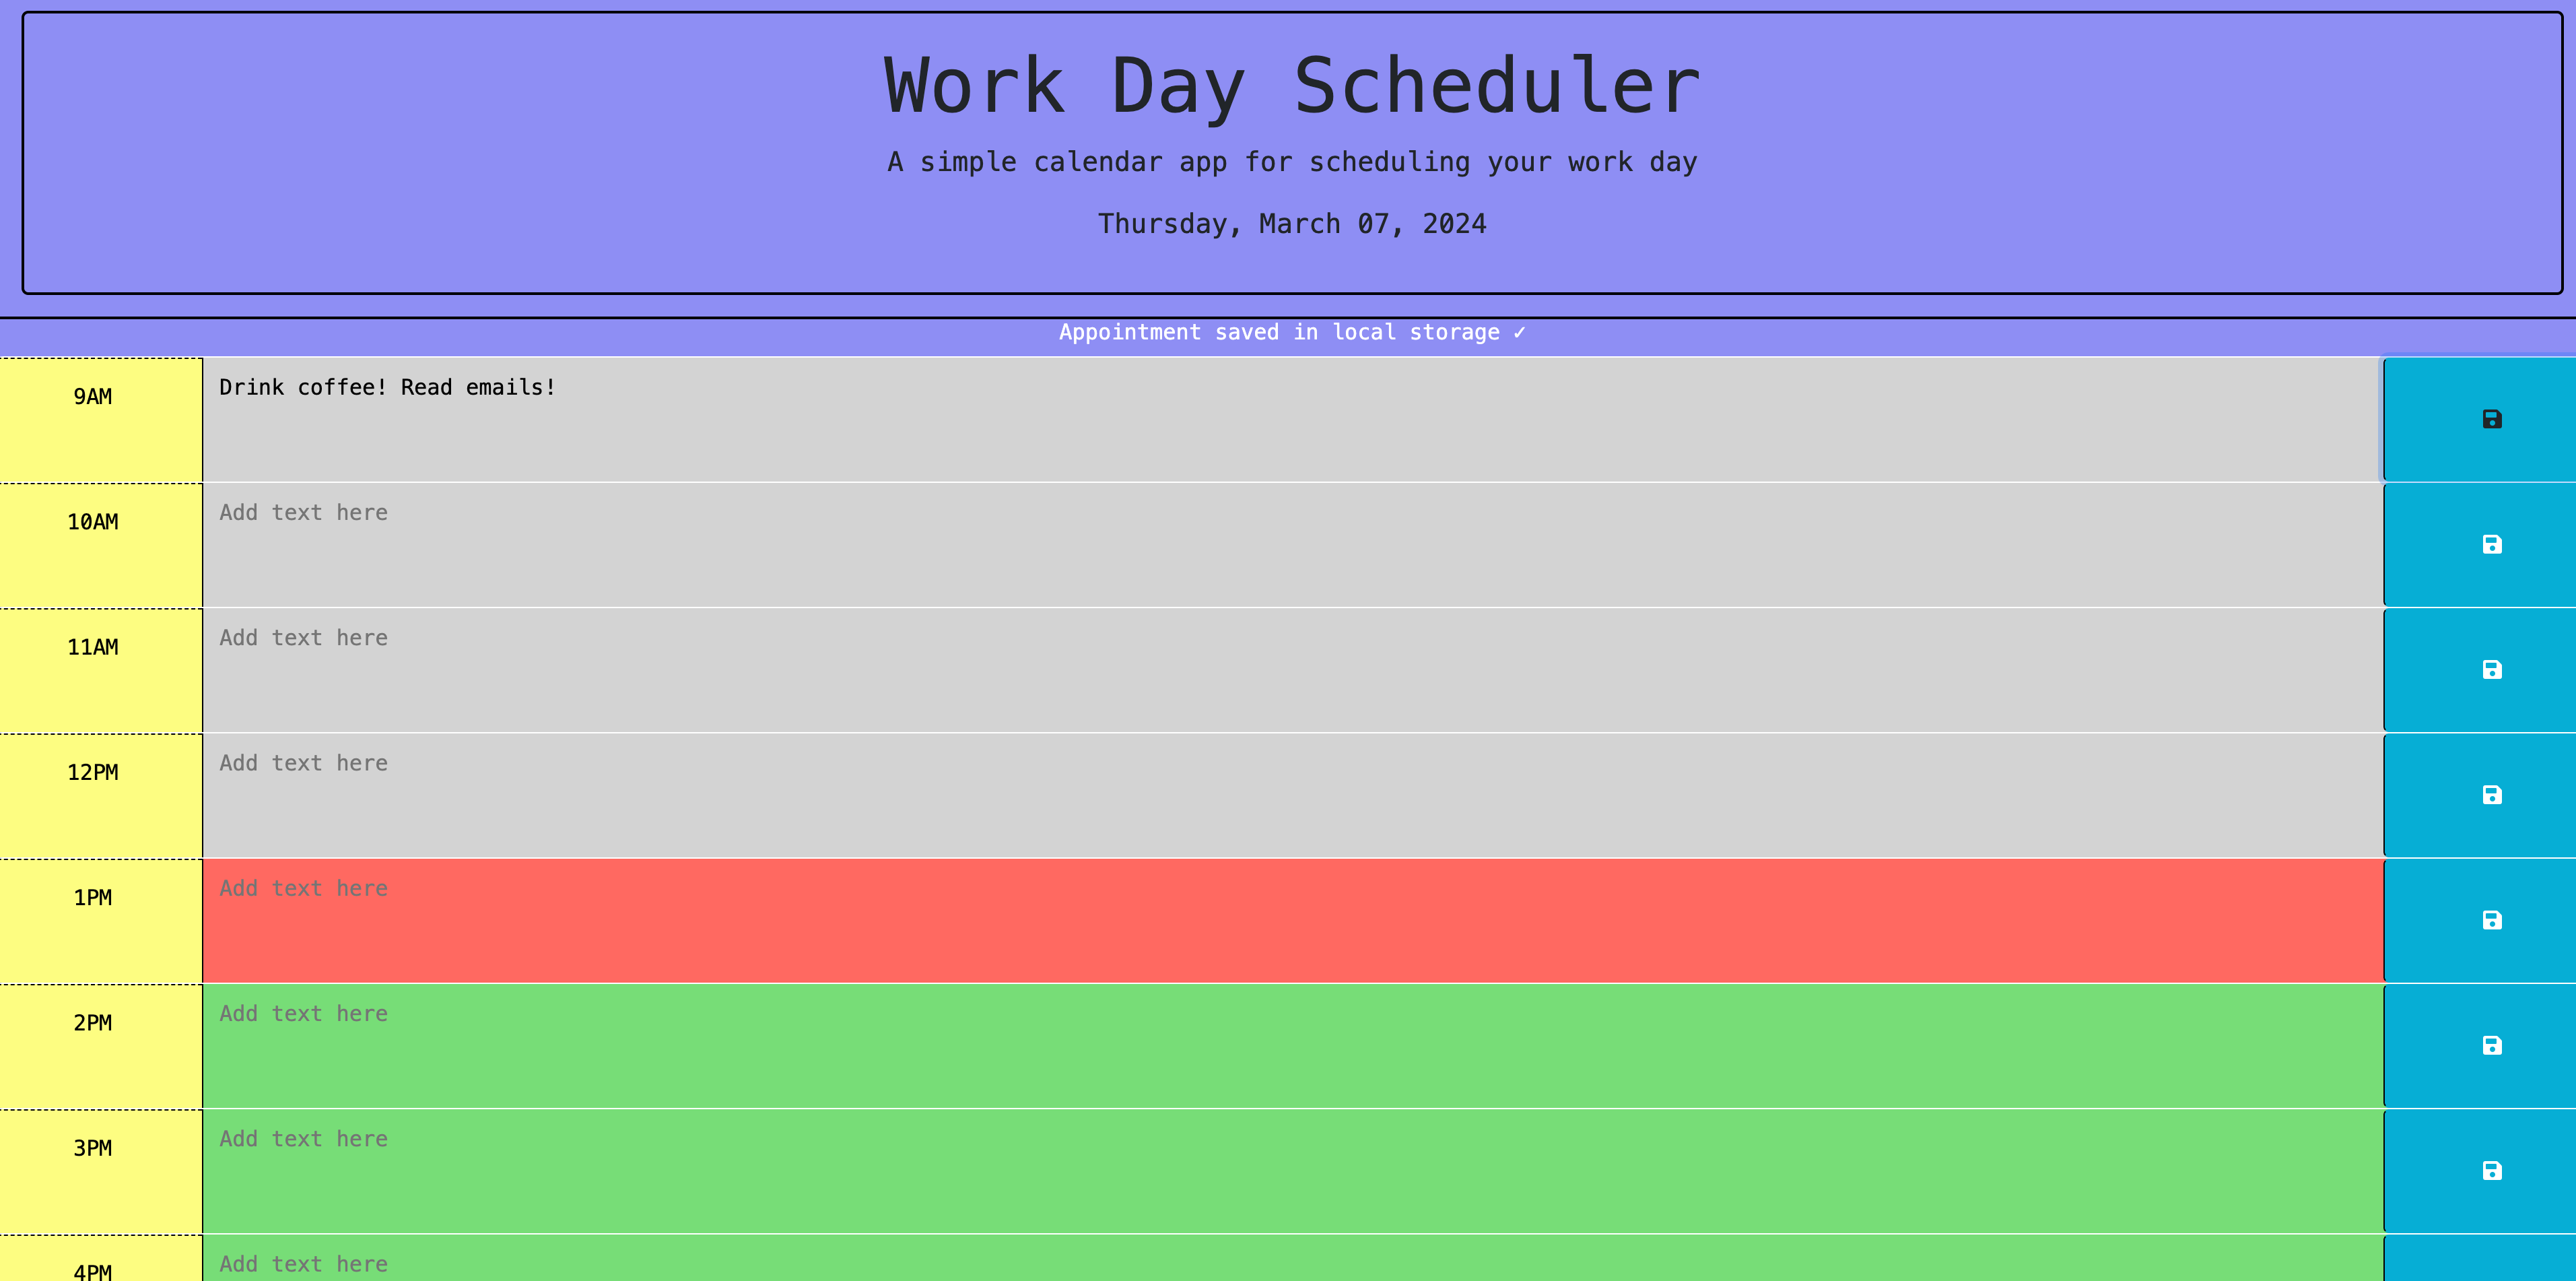 Work Day Scheduler
A simple calendar app for scheduling your work day
Thursday, March 07, 2024
Appointment saved in local storage ✓
9AM
Drink coffee! Read emails!
10AM
Add text here
11AM
Add text here
12PM
Add text here
1PM
Add text here
2PM
Add text here
3PM
Add text here
4PM
Add text here